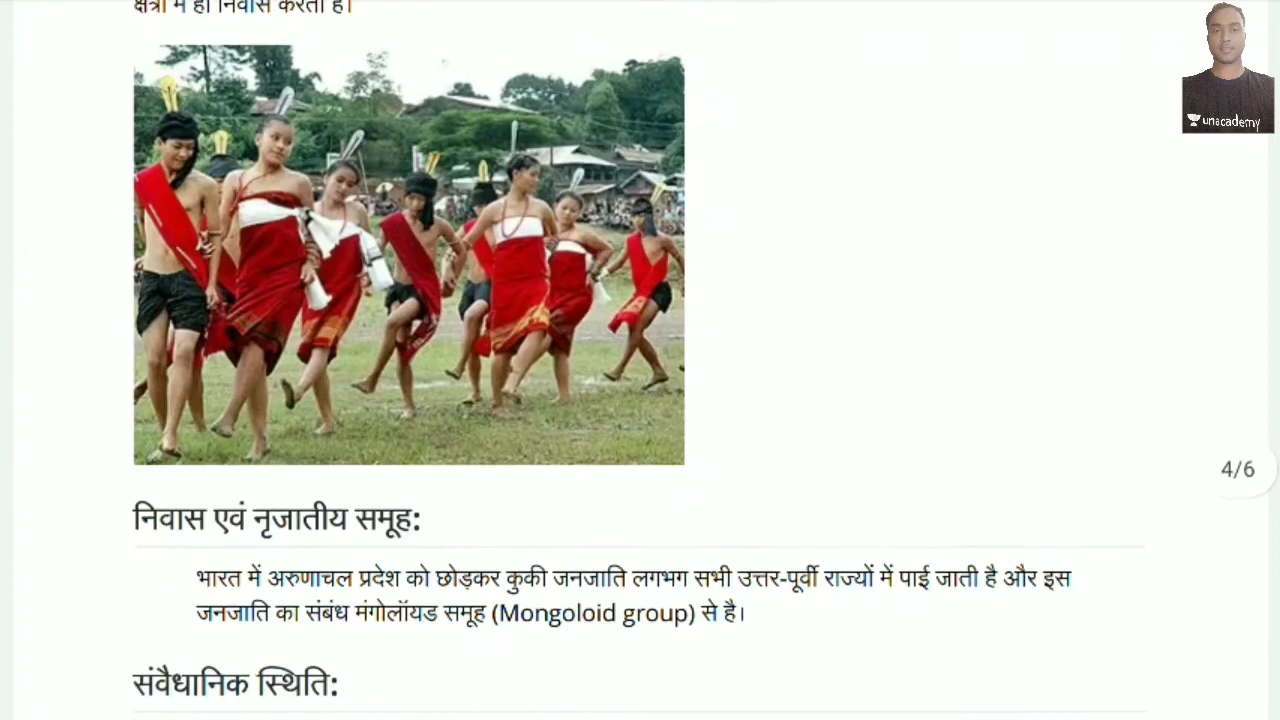 क्षेत्रों में ही निवास करती है।
unacademy
4/6
निवास एवं नृजातीय समूह:
भारत में अरुणाचल प्रदेश को छोड़कर कुकी जनजाति लगभग सभी उत्तर-पूर्वी राज्यों में पाई जाती है और इस
जनजाति का संबंध मंगोलॉयड समूह (Mongoloid group) से है।
संवैधानिक स्थिति: